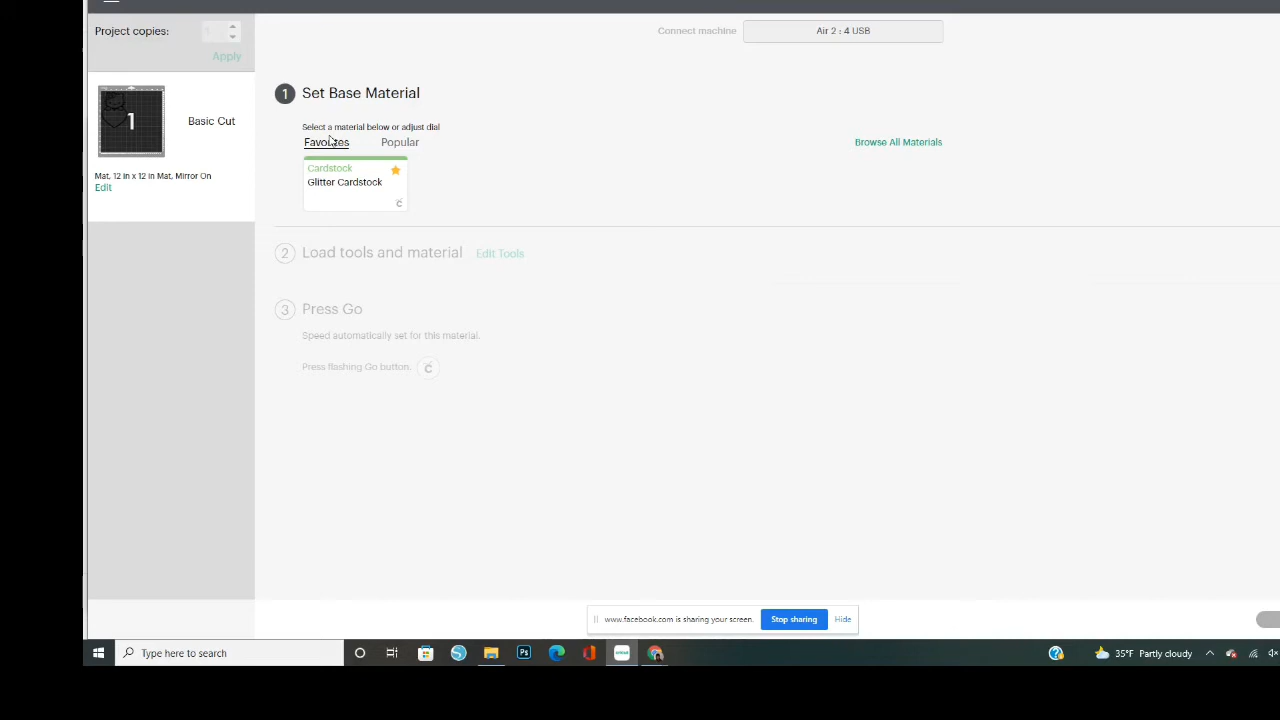 Project copies:
Connect machine
Air 2 : 4 USB
Apply
1
Set Base Material
1
Basic Cut
Select a material below or adjust dial
Favorites
Popular
Browse All Materials
Cardstock
Glitter Cardstock
Mat, 12 in x 12 in Mat, Mirror On
Edit
2
Load tools and material
Edit Tools
3
Press Go
Speed automatically set for this material.
Press flashing Go button.
www.facebook.com is sharing your screen.
Stop sharing
Hide
Type here to search
Ps
cricut
35°F Partly cloudy